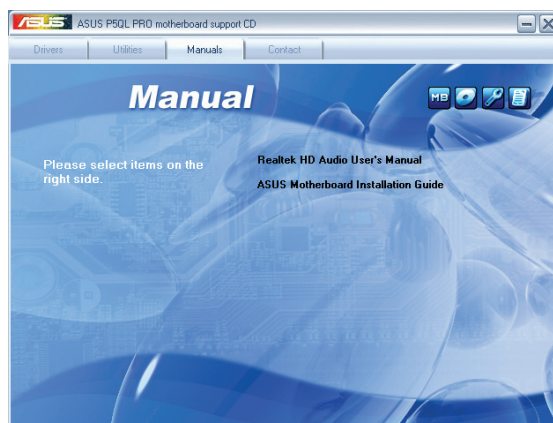 ASUS ASUS P5QL PRO motherboard support CD
Drivers Utilities Manuals Contact
Manual
MB
Please select items on the
right side.
Realtek HD Audio User's Manual
ASUS Motherboard Installation Guide